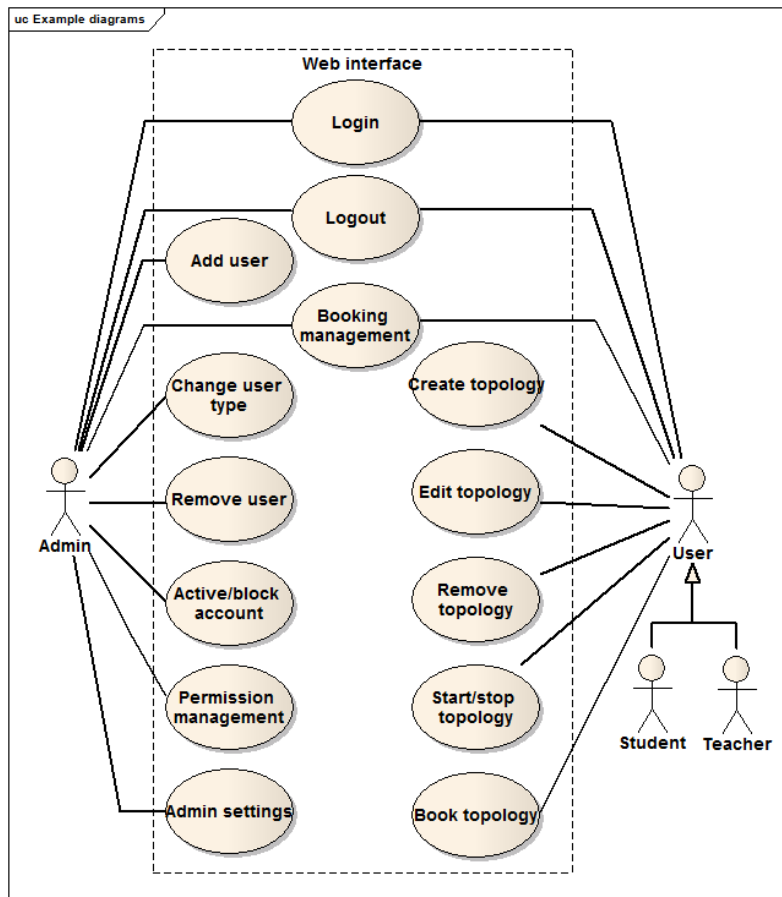 uc Example diagrams
Web interface
Login
Logout
Add user
Booking
management
Change user
type
Create topology
Remove user
Edit topology
Admin
User
Active/block
account
Remove
topology
Permission
management
Start/stop
topology
Student
Teacher
Admin settings
Book topology